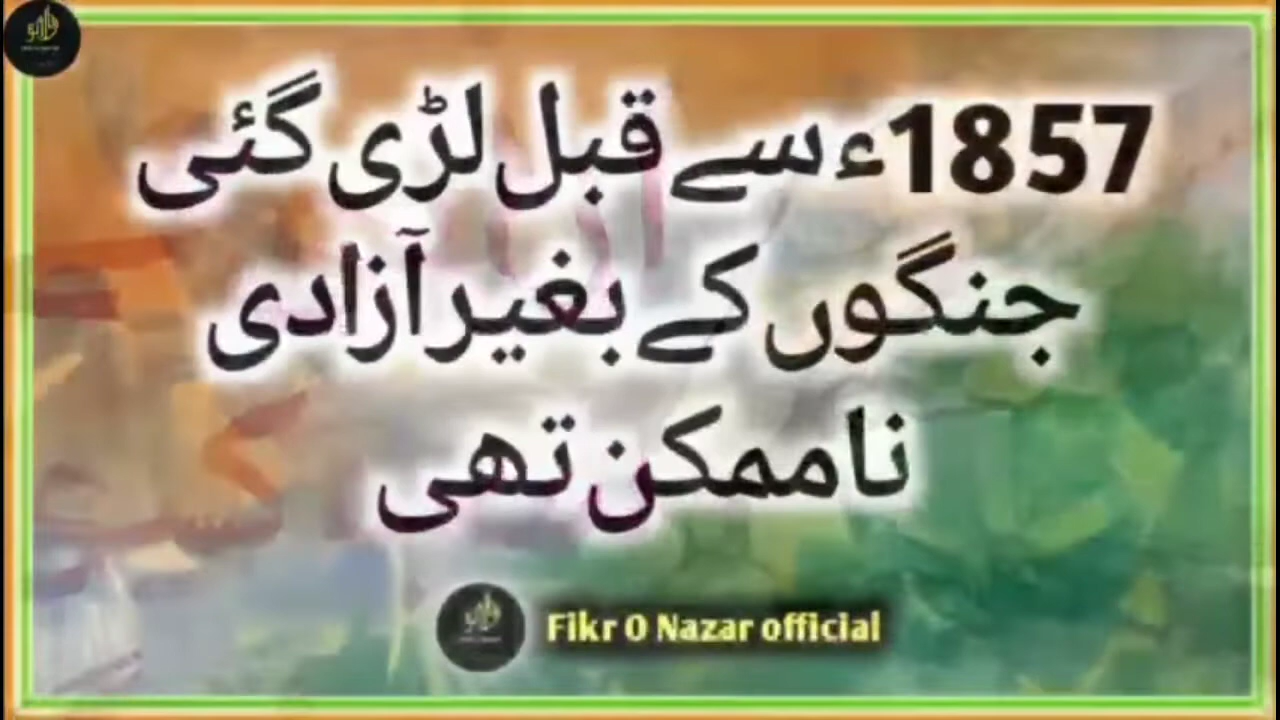 1857ء سے قبل لڑی گئی
جنگوں کے بغیر آزادی
ناممکن تھی
Fikr O Nazar official